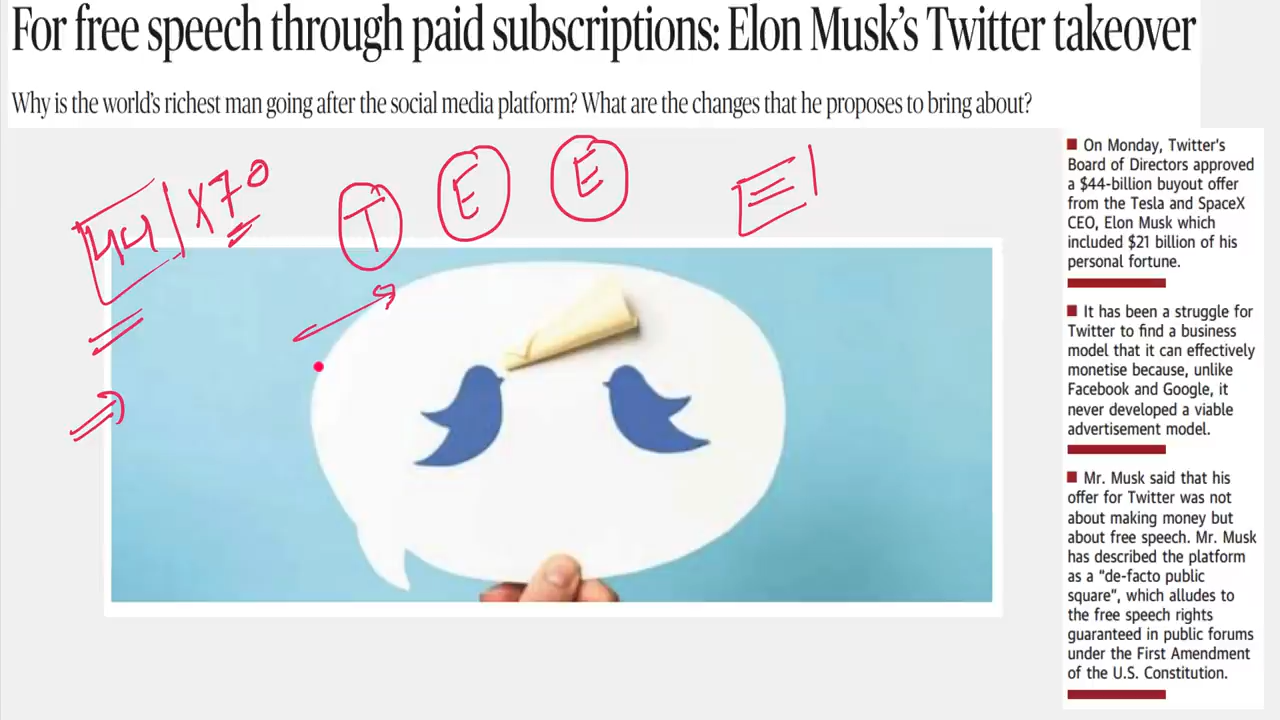 For free speech through paid subscriptions: Elon Musk's Twitter takeover
Why is the world's richest man going after the social media platform? What are the changes that he proposes to bring about?
44 x 70
T E E
On Monday, Twitter's
Board of Directors approved
a $44-billion buyout offer
from the Tesla and SpaceX
CEO, Elon Musk which
included $21 billion of his
personal fortune.
It has been a struggle for
Twitter to find a business
model that it can effectively
monetise because, unlike
Facebook and Google, it
never developed a viable
advertisement model.
Mr. Musk said that his
offer for Twitter was not
about making money but
about free speech. Mr. Musk
has described the platform
as a "de-facto public
square", which alludes to
the free speech rights
guaranteed in public forums
under the First Amendment
of the U.S. Constitution.